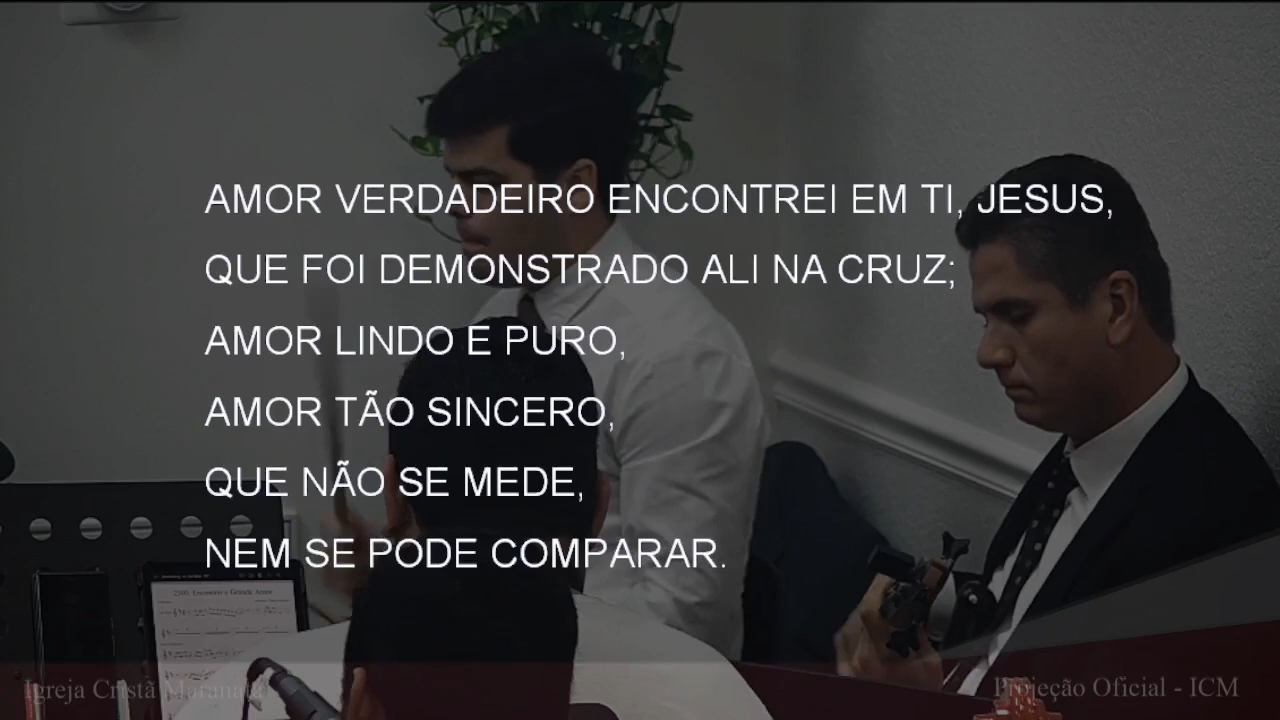 AMOR VERDADEIRO ENCONTREI EM TI, JESUS,
QUE FOI DEMONSTRADO ALI NA CRUZ;
AMOR LINDO E PURO,
AMOR TÃO SINCERO,
QUE NÃO SE MEDE,
NEM SE PODE COMPARAR.
Igreja Cristã Maranata
Projeção Oficial - ICM